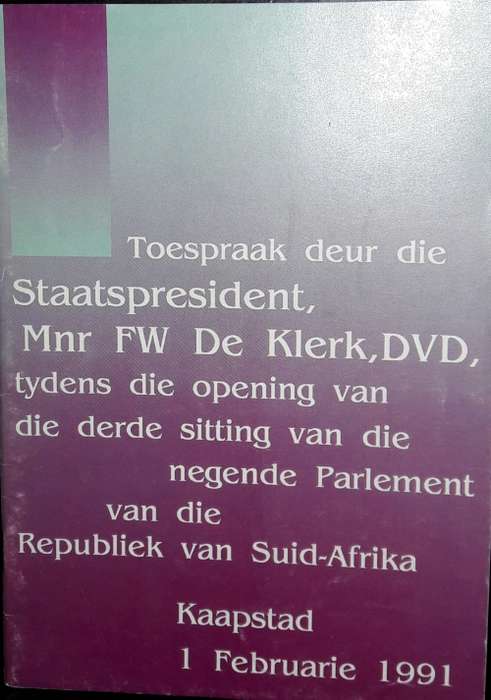 Toespraak deur die
Staatspresident,
Mnr FW De Klerk, DVD,
tydens die opening van
die derde sitting van die
negende Parlement
van die
Republiek van Suid-Afrika
Kaapstad
1 Februarie 1991